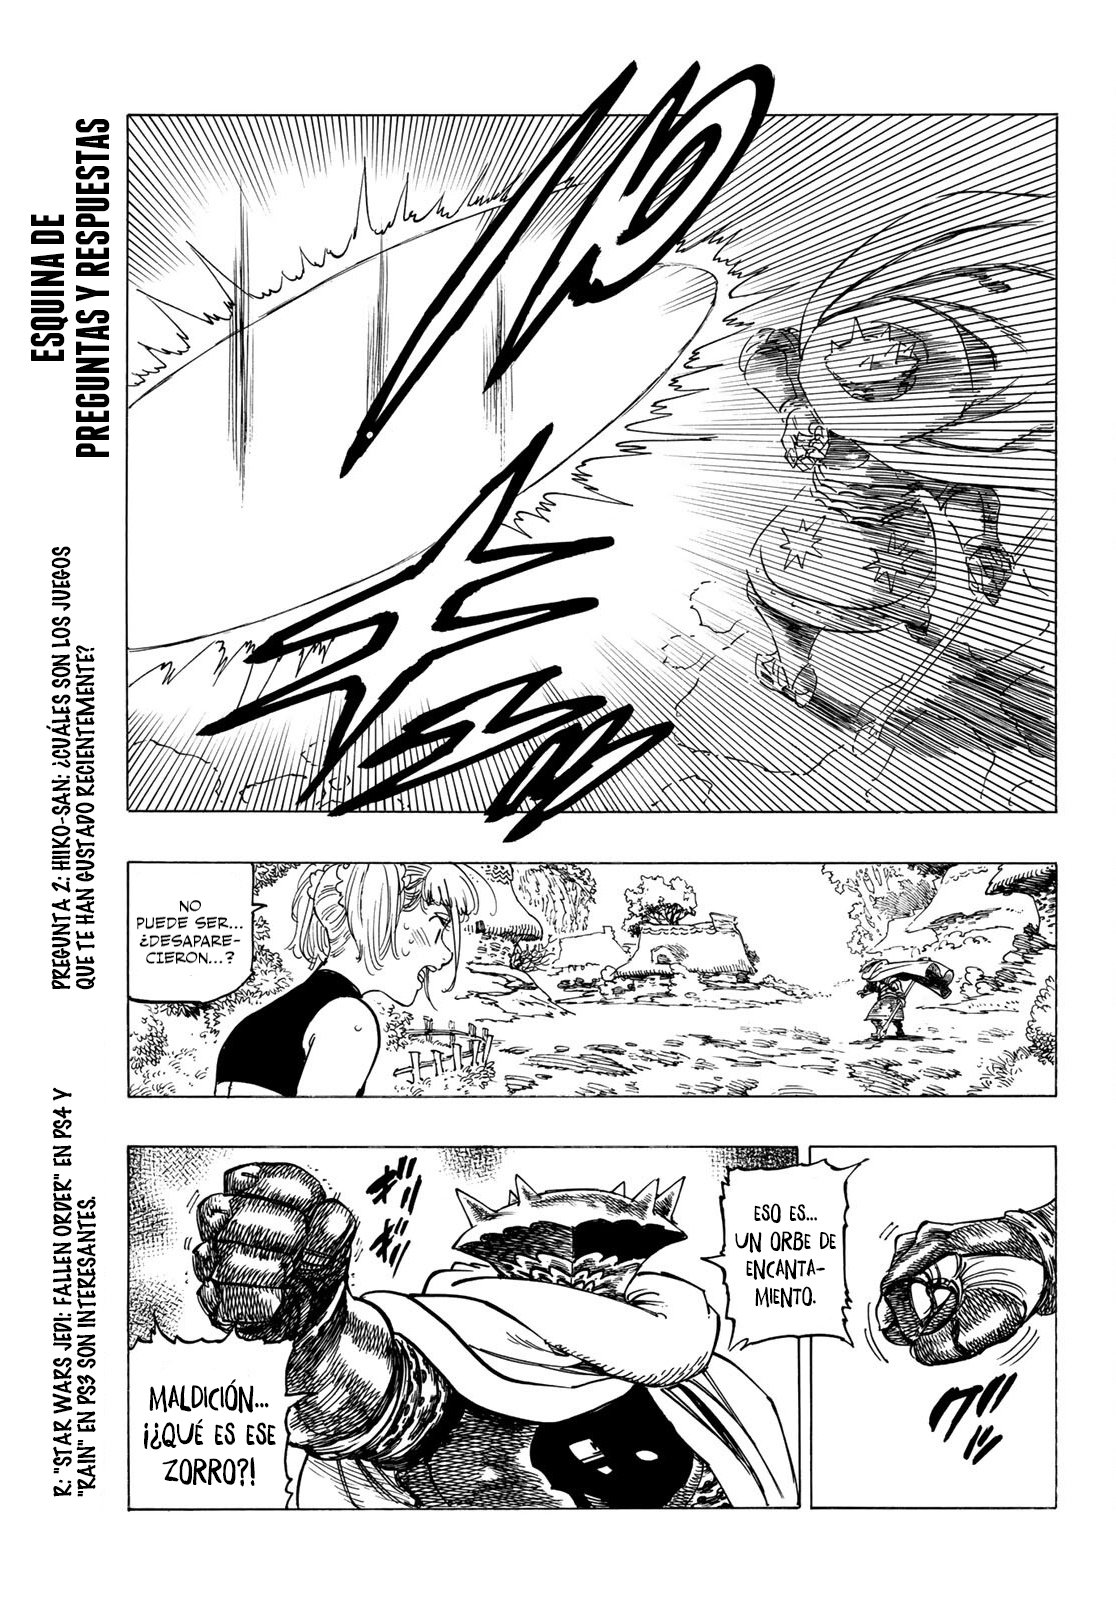 ESQUINA DE
PREGUNTAS Y RESPUESTAS
PREGUNTA 2: HIIKO-SAN: ¿CUÁLES SON LOS JUEGOS
QUE TE HAN GUSTADO RECIENTEMENTE?
R: "STAR WARS JEDI: FALLEN ORDER" EN PS4 Y
"RAIN" EN PS3 SON INTERESANTES.
NO
PUEDE SER...
¿DESAPARE-
CIERON...?
ESO ES...
UN ORBE DE
ENCANTA-
MIENTO.
MALDICIÓN...
¡¿QUÉ ES ESE
ZORRO?!